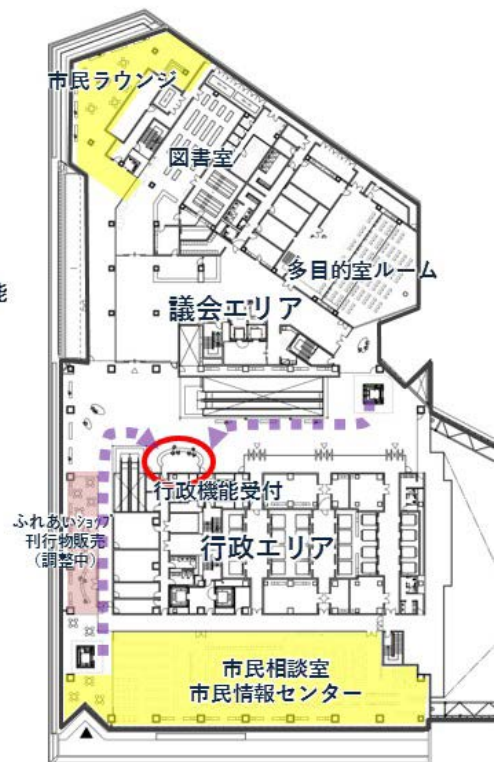 市民ラウンジ
図書室
能
多目的室ルーム
議会エリア
行政機能受付
ふれあいショップ
刊行物販売
（調整中）
行政エリア
市民相談室
市民情報センター